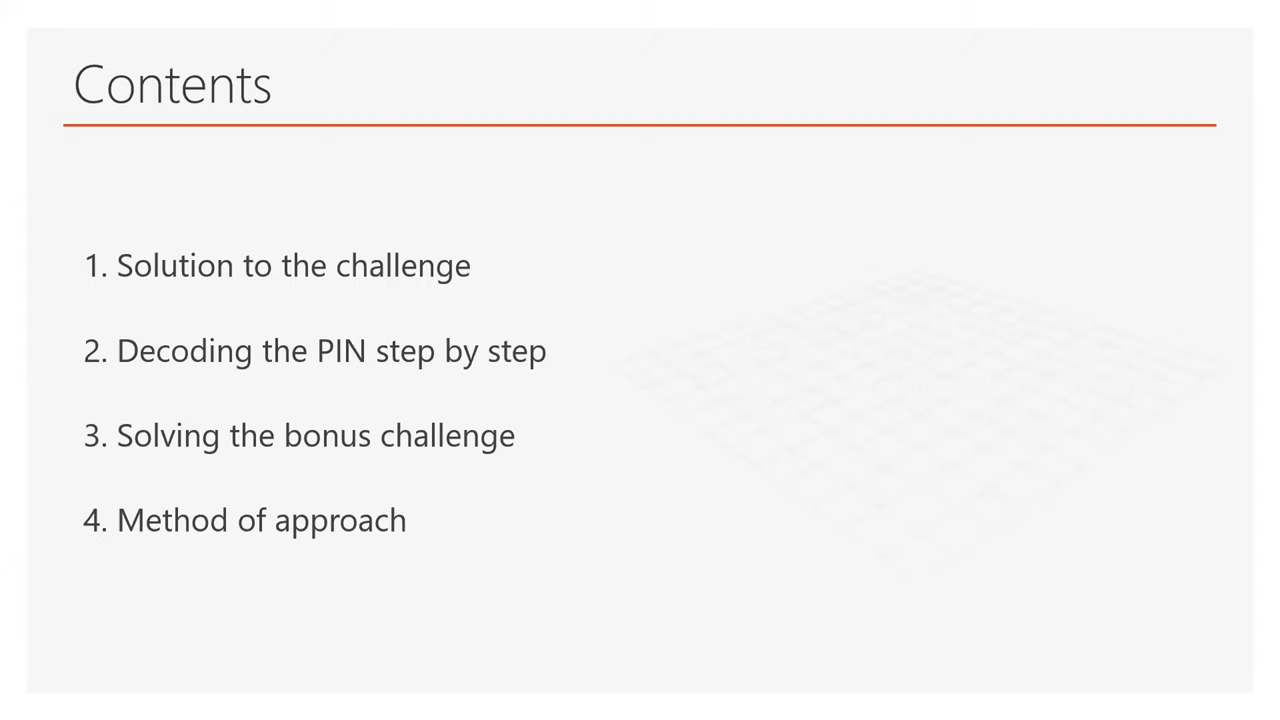 Contents
1. Solution to the challenge
2. Decoding the PIN step by step
3. Solving the bonus challenge
4. Method of approach